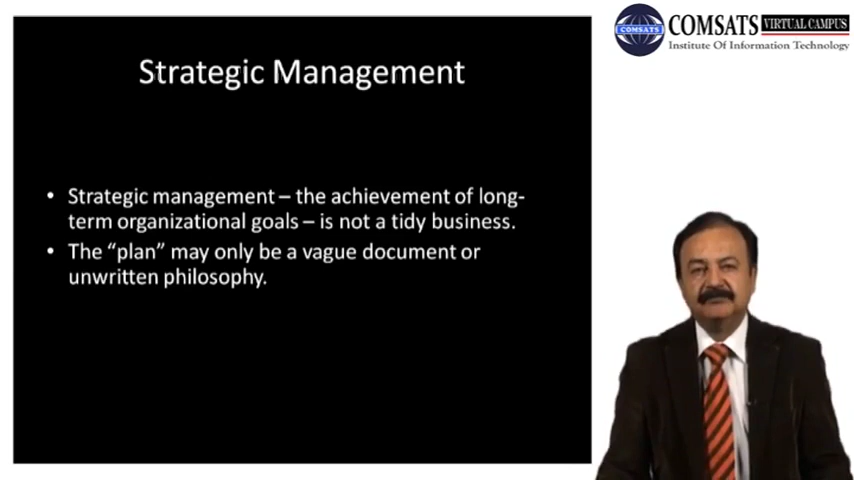 COMSATS VIRTUAL CAMPUS
COMSATS
Institute Of Information Technology
Strategic Management
• Strategic management – the achievement of long-
term organizational goals – is not a tidy business.
• The “plan” may only be a vague document or
unwritten philosophy.